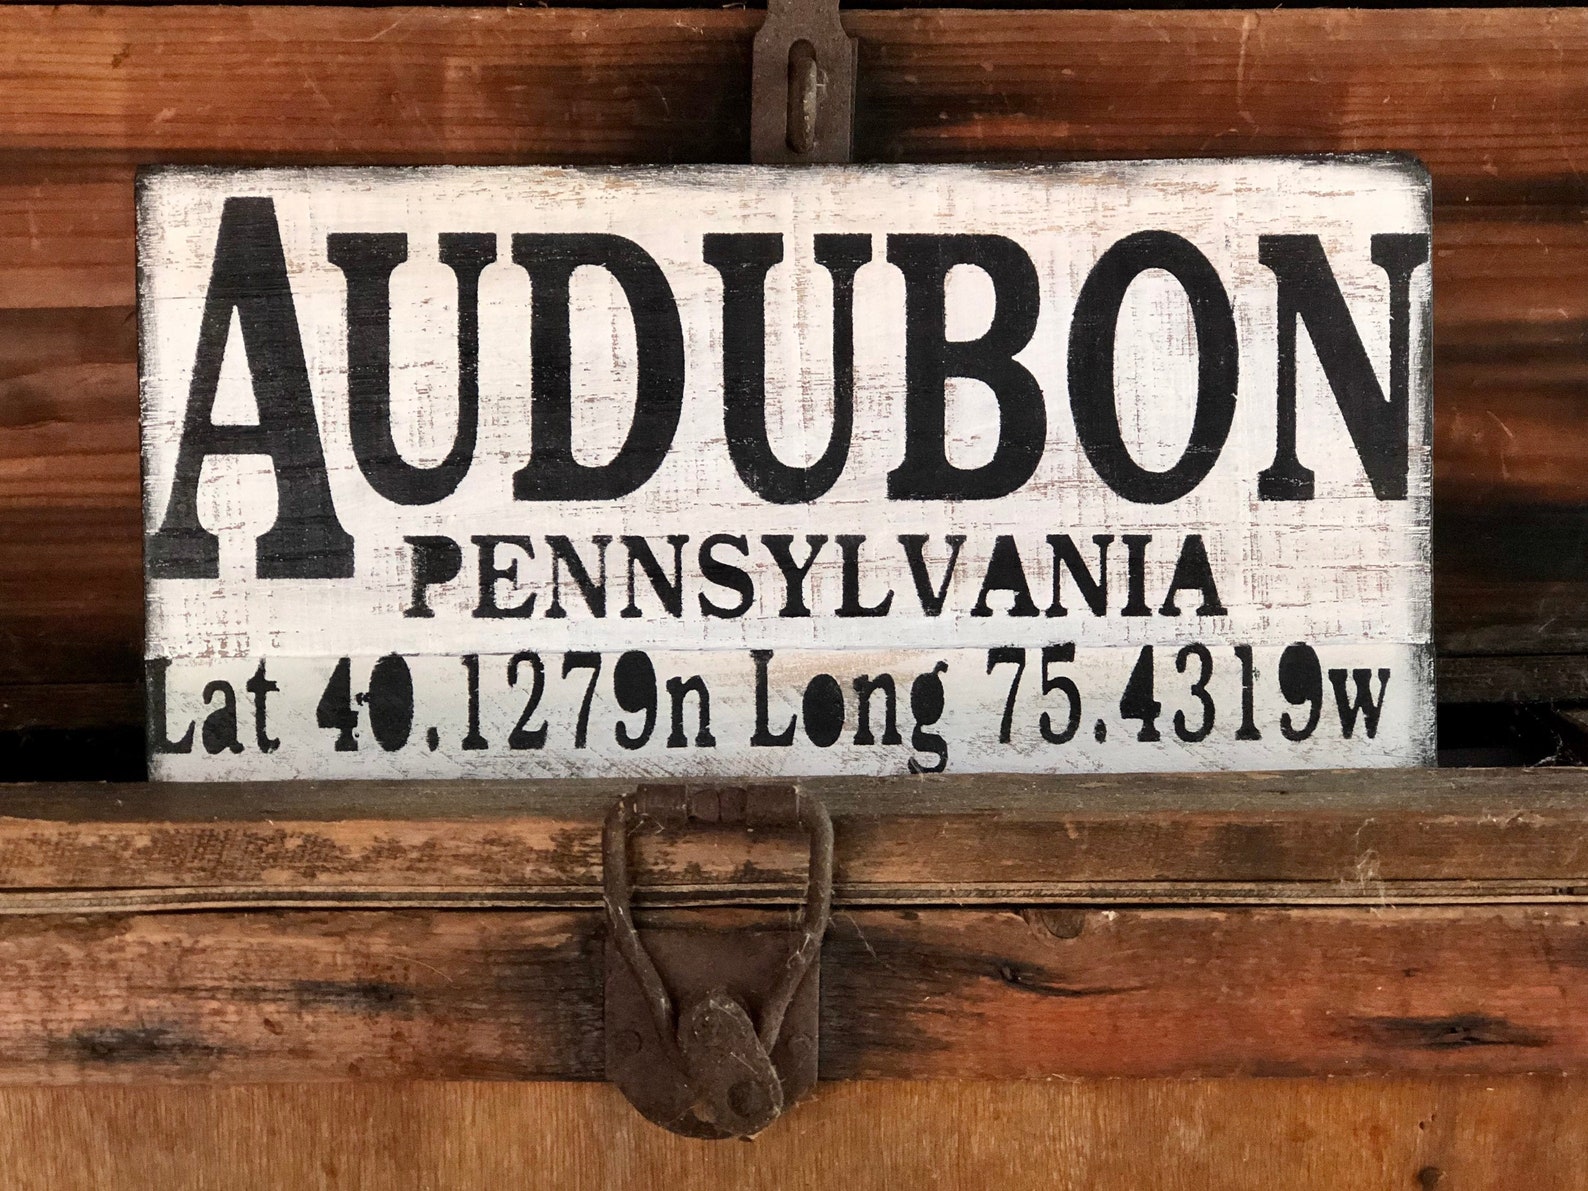 AUDUBON
PENNSYLVANIA
Lat 40.1279n Long 75.4319w